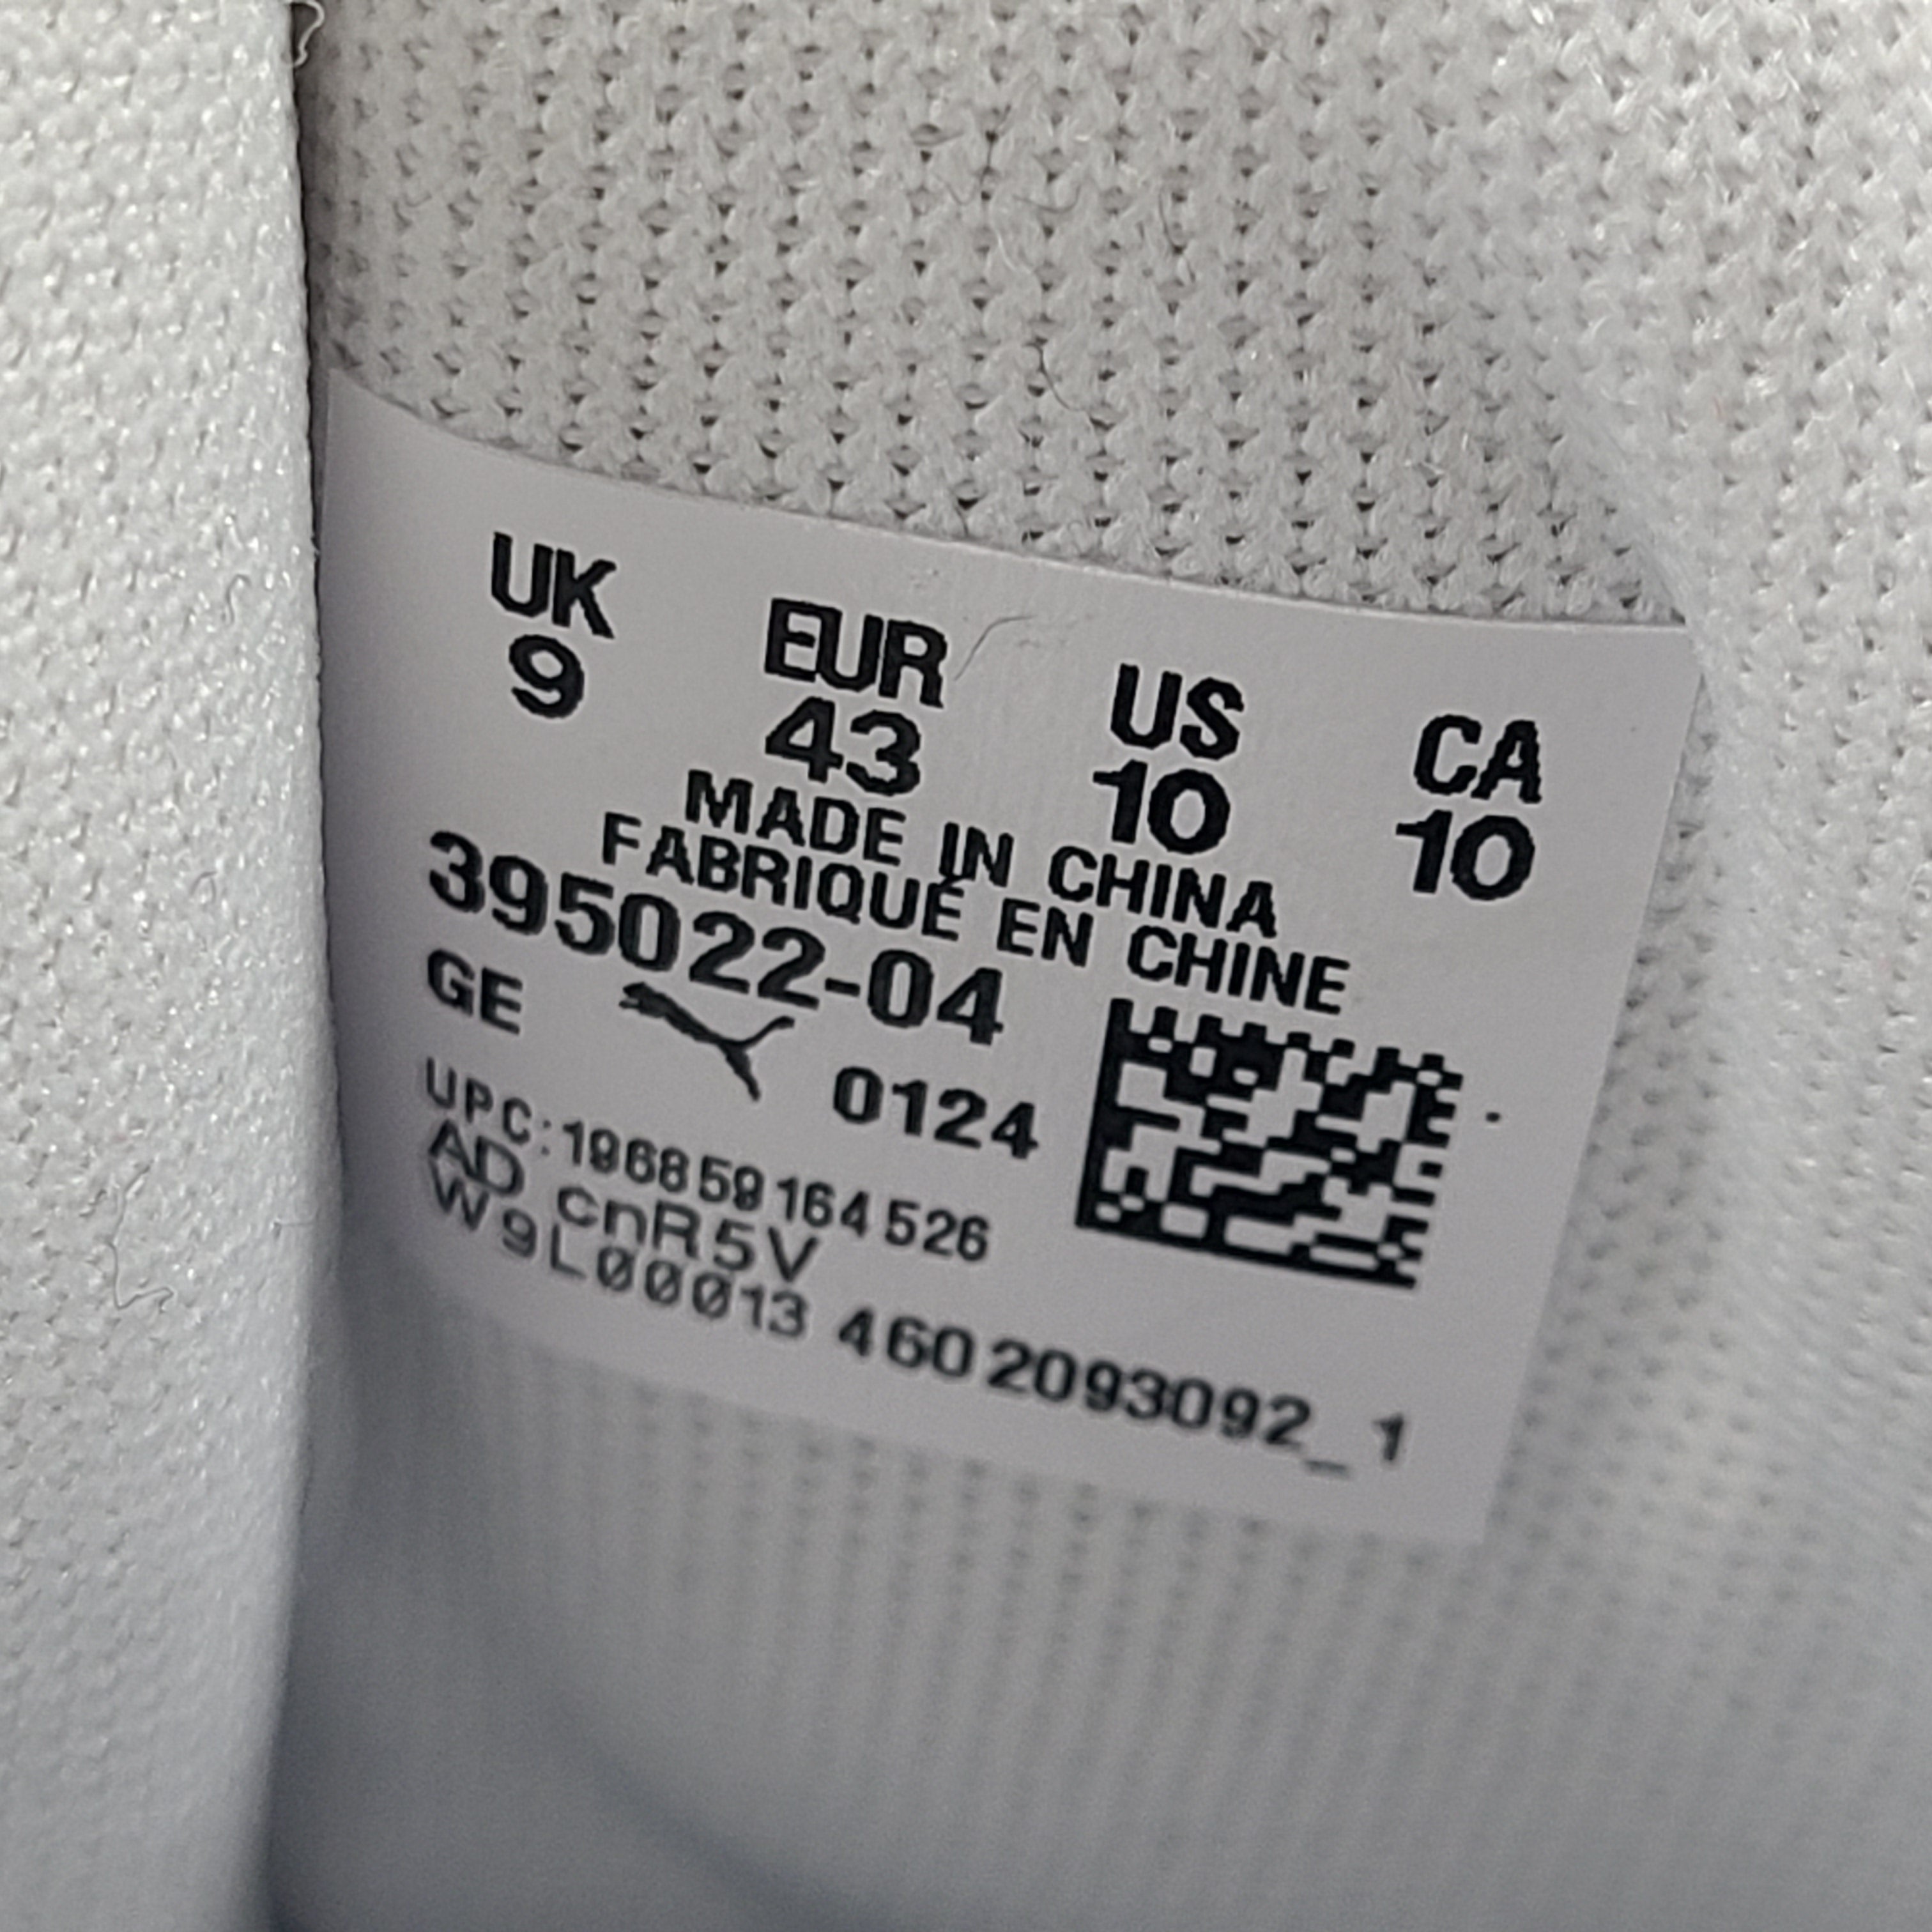 UK EUR US CA
9 43 10 10
MADE IN CHINA
FABRIQUÉ EN CHINE
395022-04
GE 0124
UPC:196859164526
AD cnR5V
W9L00013 4602093092_1